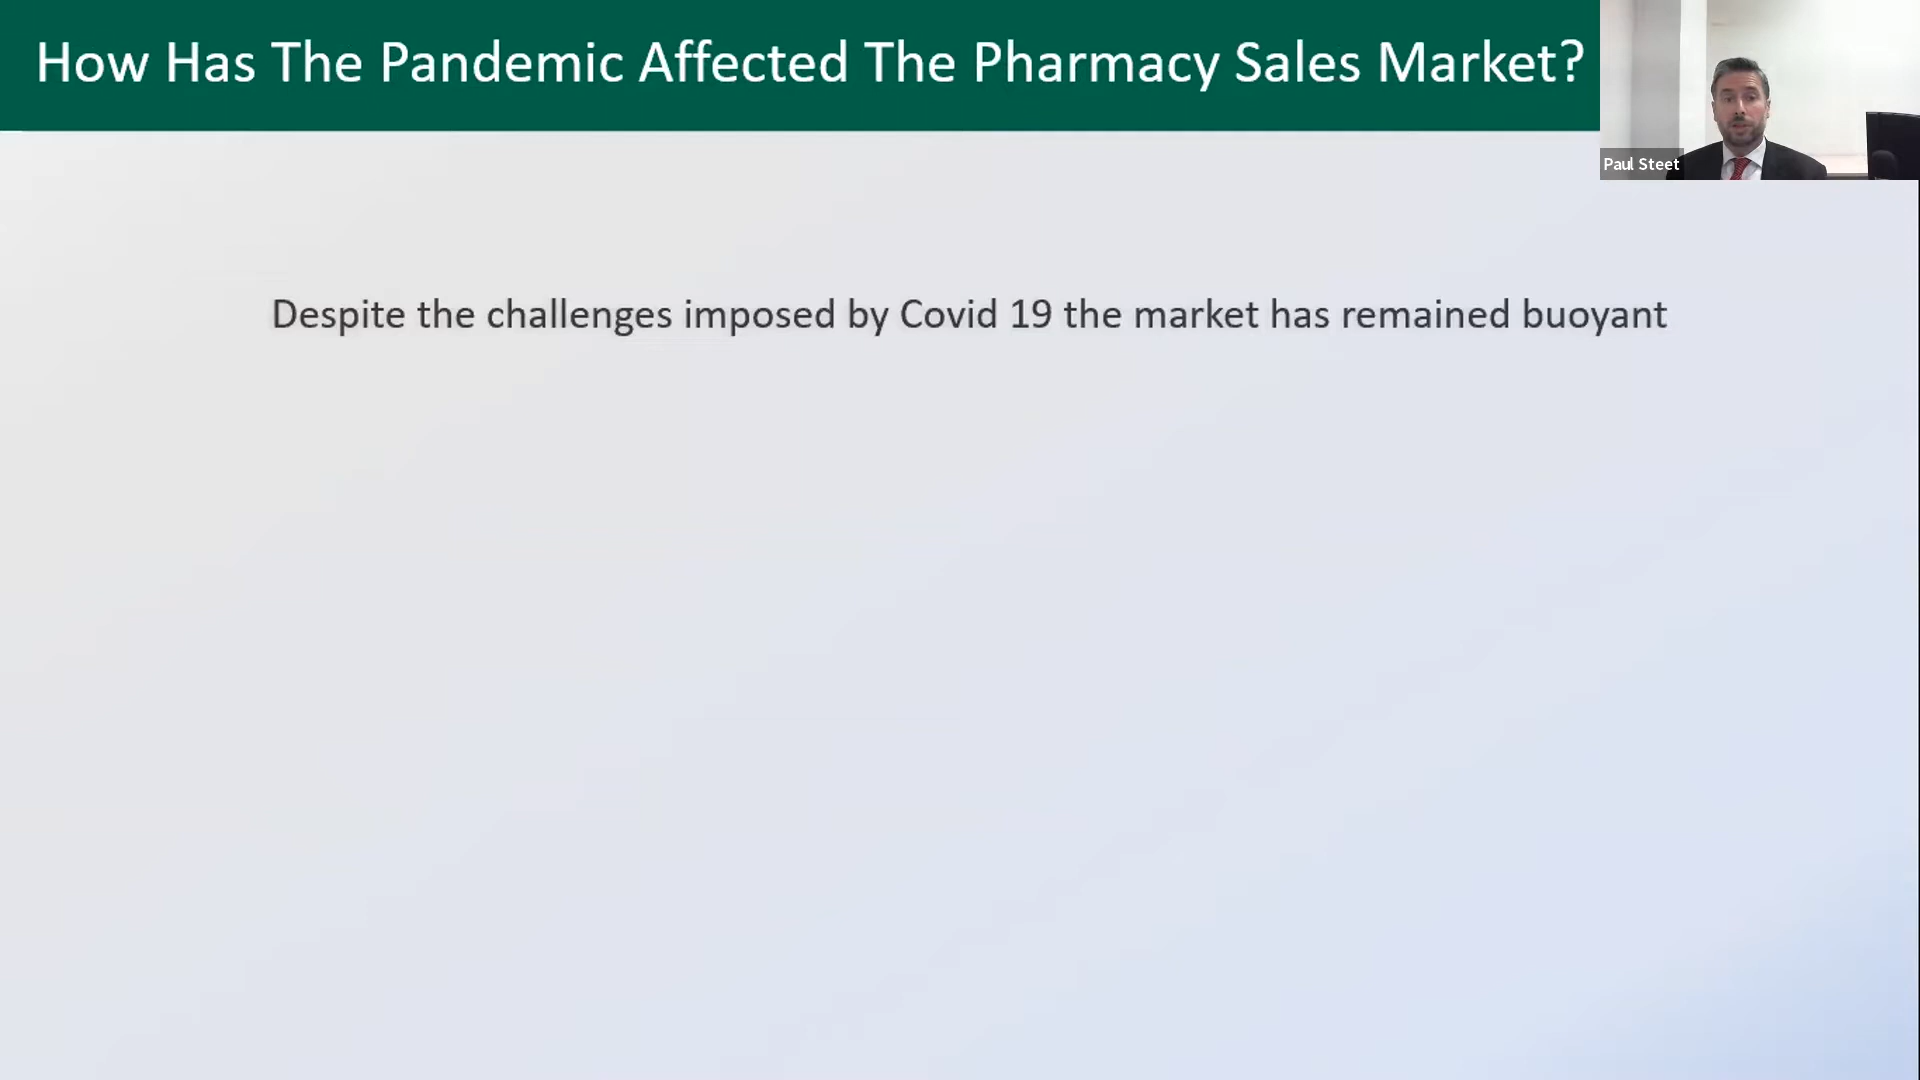 How Has The Pandemic Affected The Pharmacy Sales Market?
Paul Steet
Despite the challenges imposed by Covid 19 the market has remained buoyant